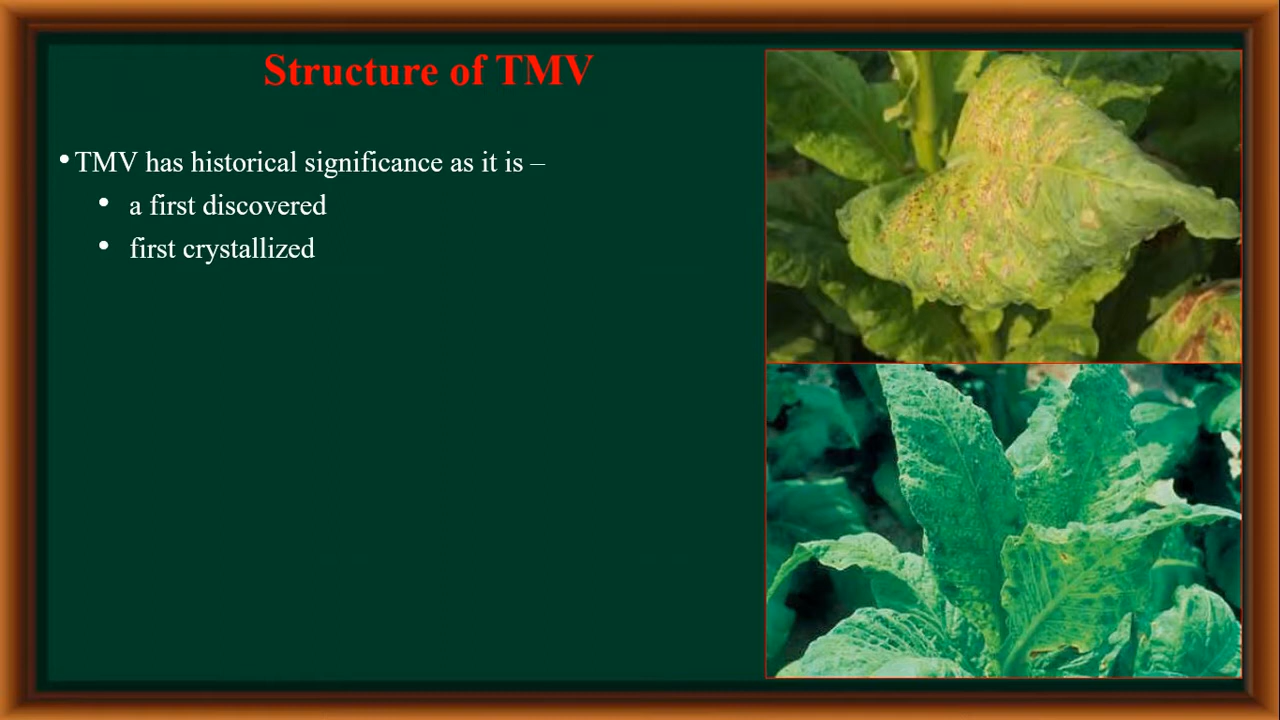 Structure of TMV
• TMV has historical significance as it is –
• a first discovered
• first crystallized